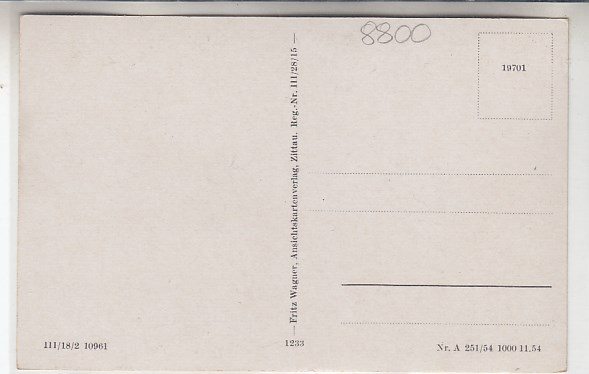 8800
19701
—Fritz Wagner, Ansichtskartenverlag, Zittau. Reg.-Nr. III/28/15—
III/18/2 10961
1233
Nr. A 251/54 1000 11.54